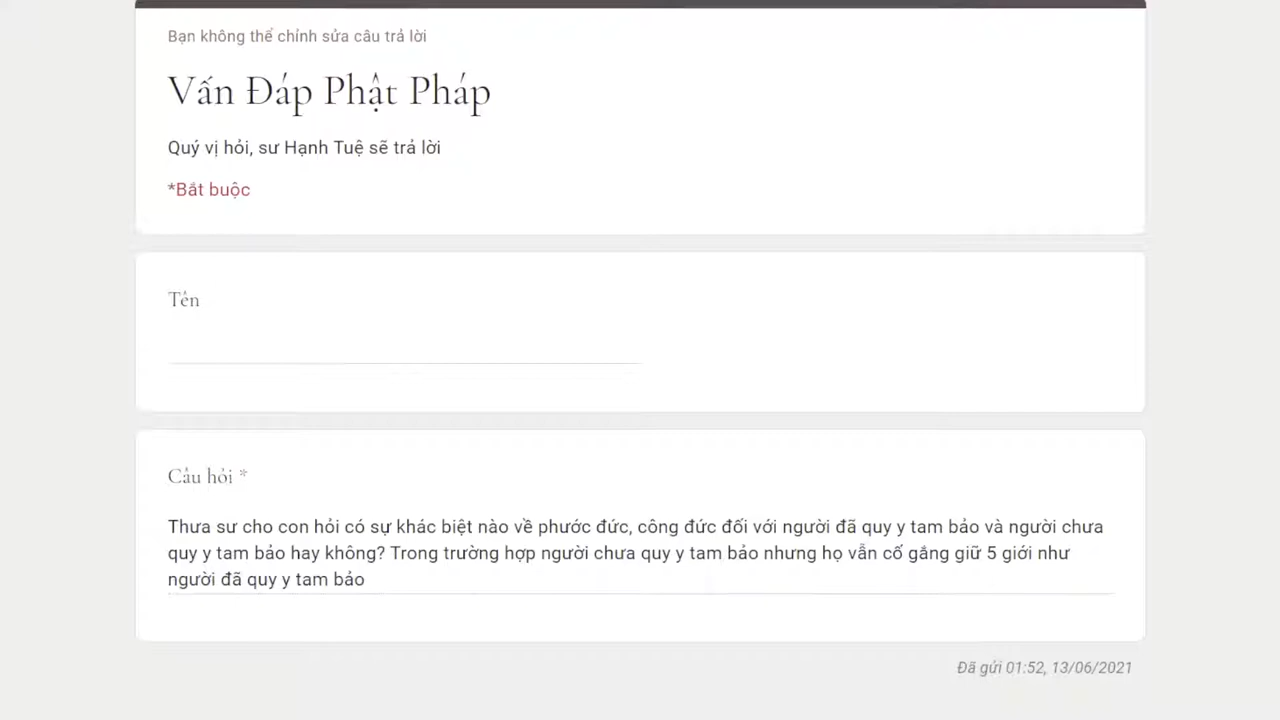 Bạn không thể chỉnh sửa câu trả lời
Vấn Đáp Phật Pháp
Quý vị hỏi, sư Hạnh Tuệ sẽ trả lời
*Bắt buộc
Tên
Câu hỏi *
Thưa sư cho con hỏi có sự khác biệt nào về phước đức, công đức đối với người đã quy y tam bảo và người chưa
quy y tam bảo hay không? Trong trường hợp người chưa quy y tam bảo nhưng họ vẫn cố gắng giữ 5 giới như
người đã quy y tam bảo
Đã gửi 01:52, 13/06/2021